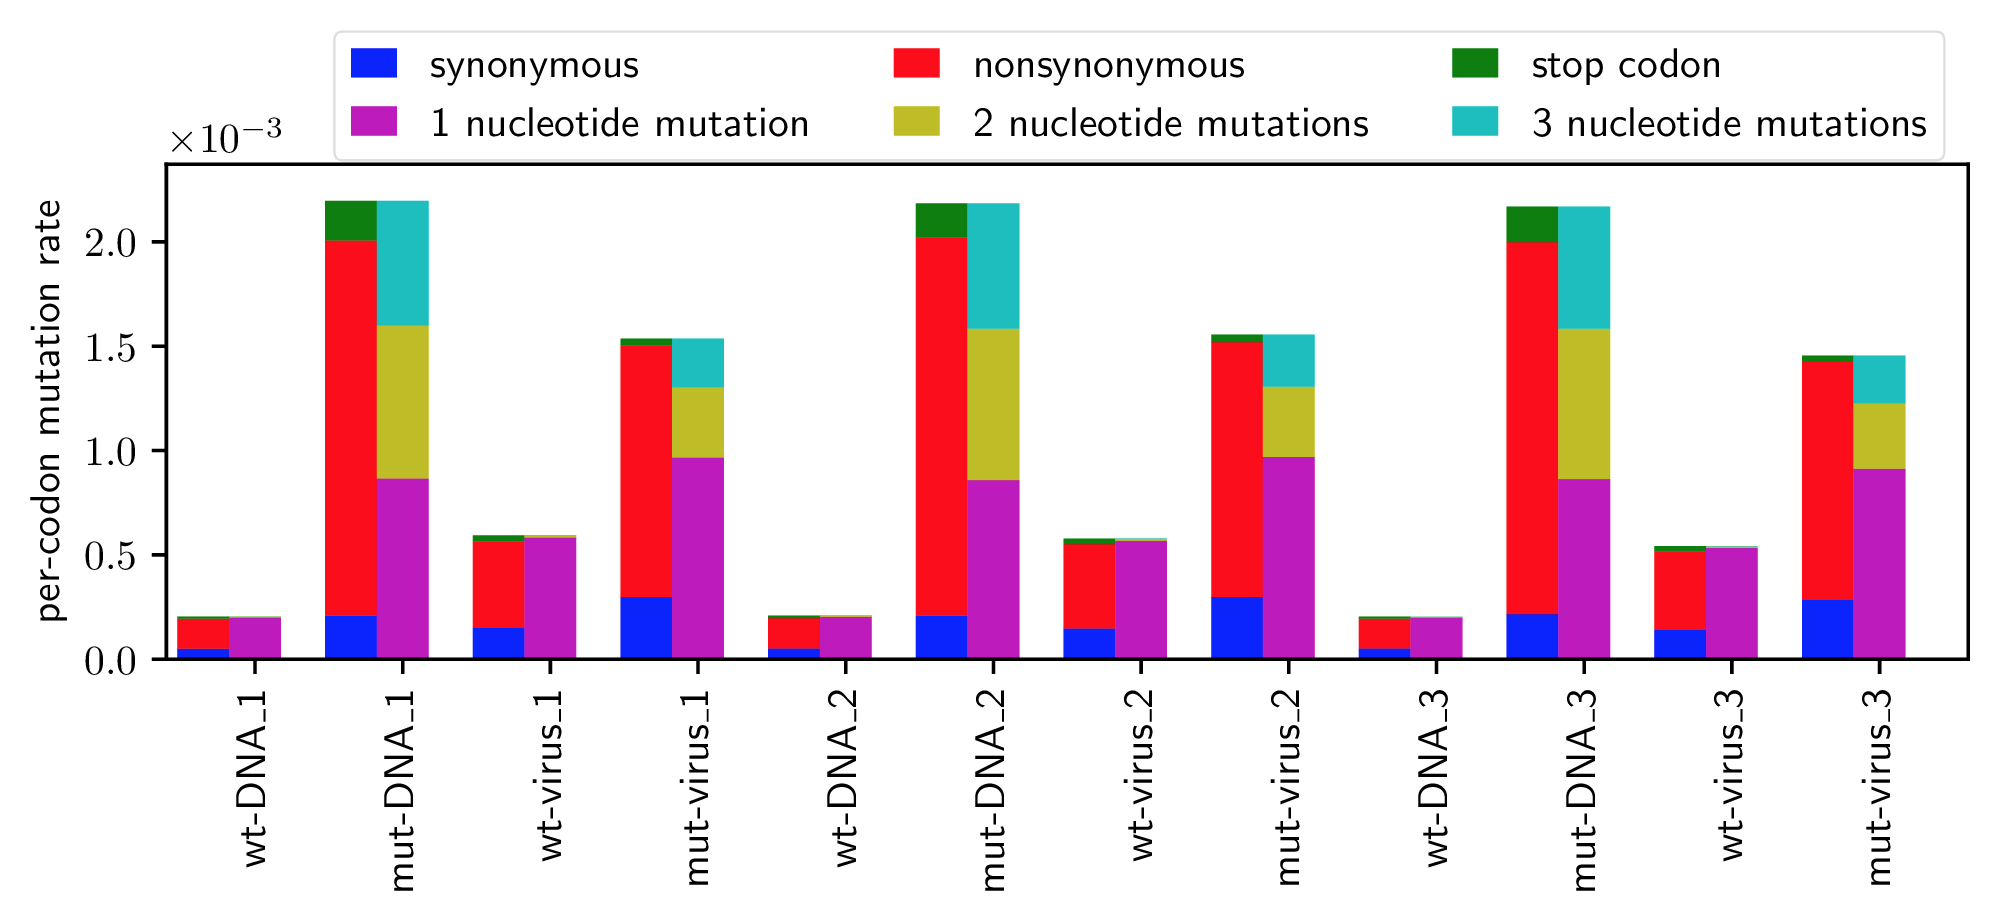 synonymous
nonsynonymous
stop codon
1 nucleotide mutation
2 nucleotide mutations
3 nucleotide mutations
×10⁻³
per-codon mutation rate
2.0
1.5
1.0
0.5
0.0
wt-DNA_1
mut-DNA_1
wt-virus_1
mut-virus_1
wt-DNA_2
mut-DNA_2
wt-virus_2
mut-virus_2
wt-DNA_3
mut-DNA_3
wt-virus_3
mut-virus_3